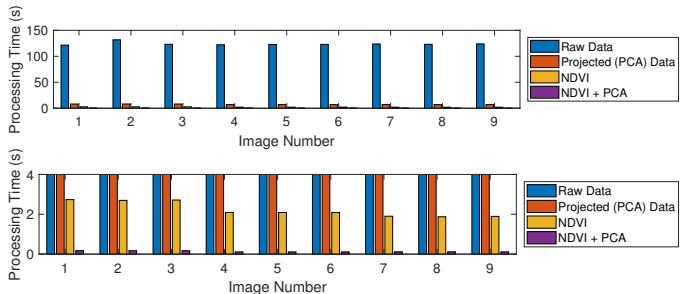 Processing Time (s)
150
100
50
0
1 2 3 4 5 6 7 8 9
Image Number
Raw Data
Projected (PCA) Data
NDVI
NDVI + PCA
Processing Time (s)
4
2
0
1 2 3 4 5 6 7 8 9
Image Number
Raw Data
Projected (PCA) Data
NDVI
NDVI + PCA